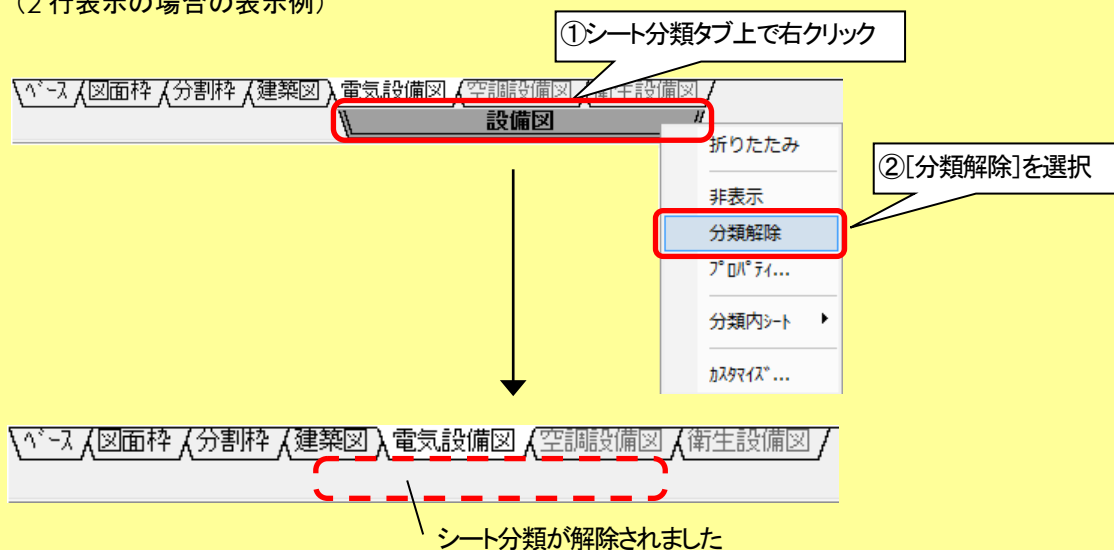 (2行表示の場合の表示例)
①シート分類タブ上で右クリック
ベース 図面枠 分割枠 建築図 電気設備図 空調設備図 衛生設備図
設備図
折りたたみ
②[分類解除]を選択
非表示
分類解除
プロパティ...
分類内シート
カスタマイズ...
ベース 図面枠 分割枠 建築図 電気設備図 空調設備図 衛生設備図
シート分類が解除されました